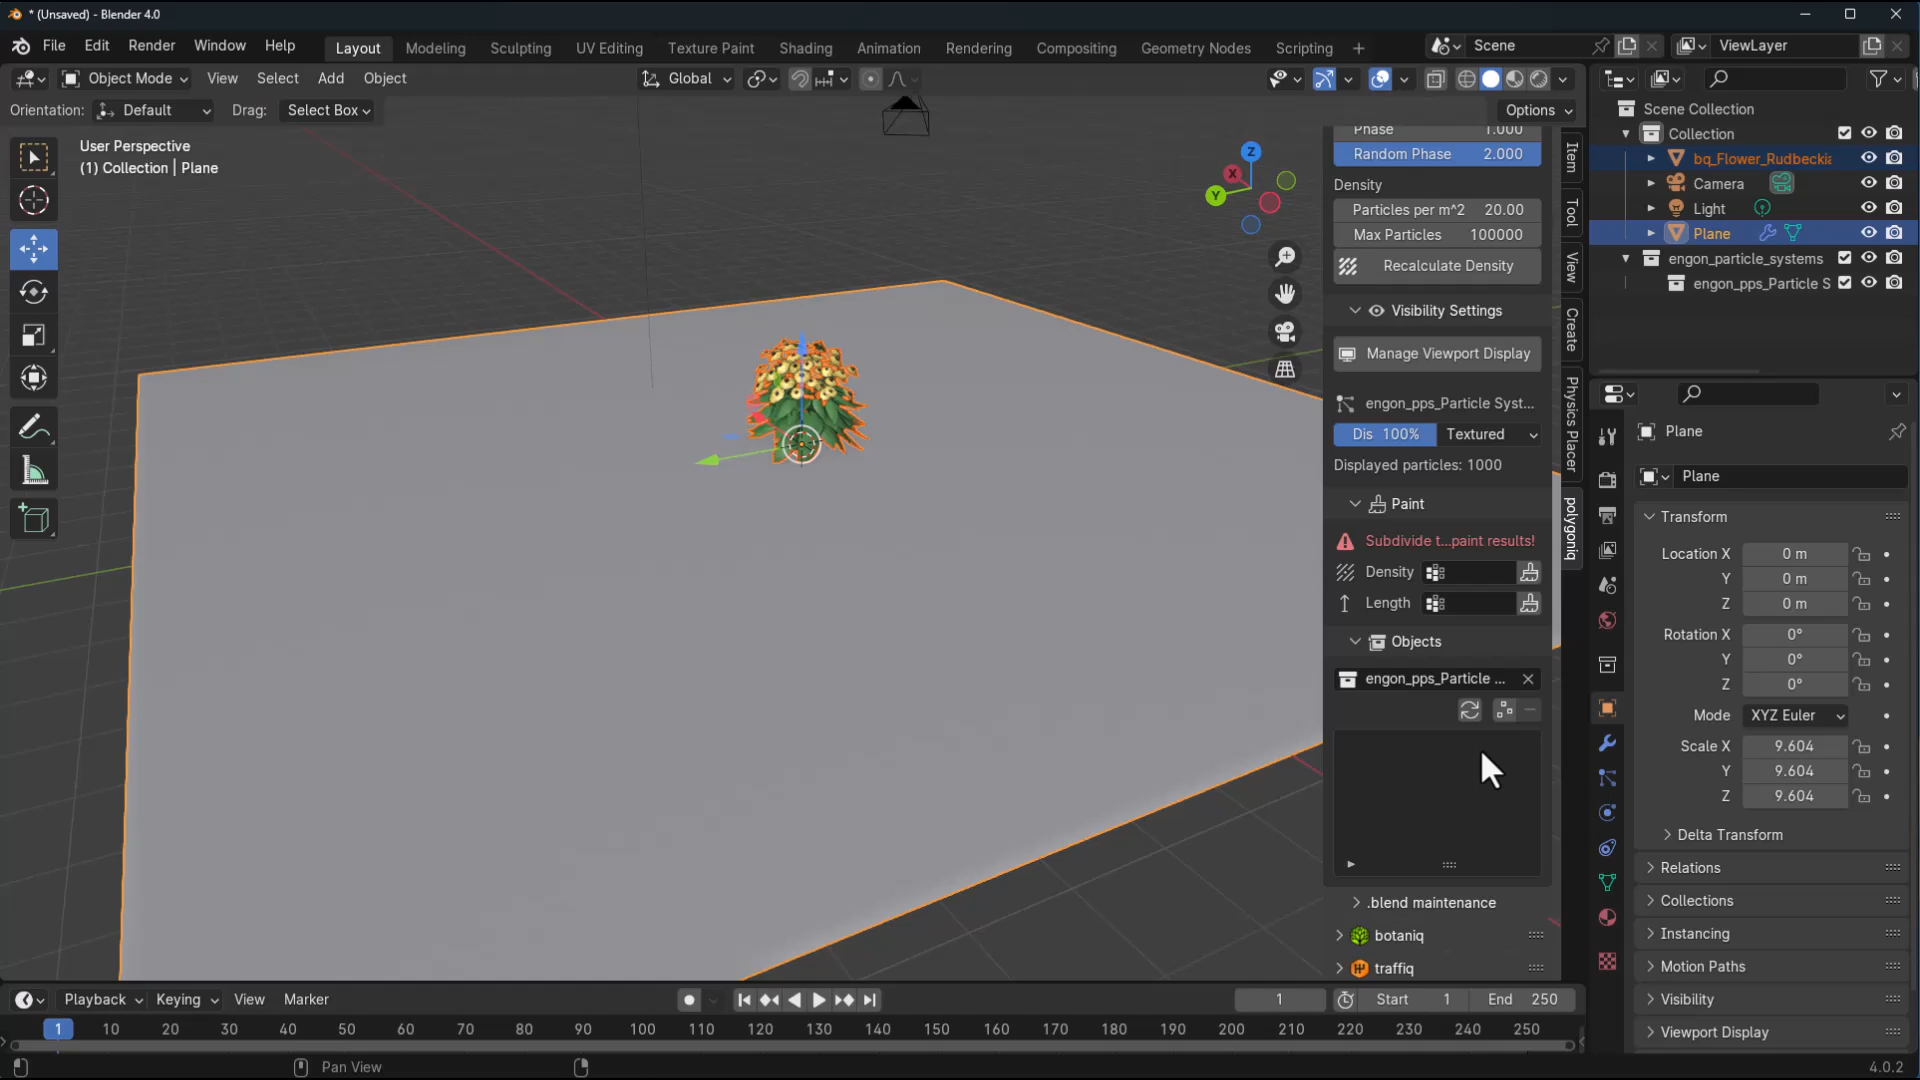 * (Unsaved) - Blender 4.0
File Edit Render Window Help
Layout Modeling Sculpting UV Editing Texture Paint Shading Animation Rendering Compositing Geometry Nodes Scripting +
Scene
ViewLayer
Object Mode View Select Add Object
Global
Orientation: Default Drag: Select Box
Options
User Perspective
(1) Collection | Plane
Z
X
Y
Phase 1.000
Random Phase 2.000
Density
Particles per m^2 20.00
Max Particles 100000
Recalculate Density
Visibility Settings
Manage Viewport Display
engon_pps_Particle Syst...
Dis 100% Textured
Displayed particles: 1000
Paint
Subdivide t...paint results!
Density
Length
Objects
engon_pps_Particle ...
.blend maintenance
botaniq
traffiq
Item
Tool
View
Create
Physics Placer
polygoniq
Scene Collection
Collection
bq_Flower_Rudbeckia
Camera
Light
Plane
engon_particle_systems
engon_pps_Particle S
Plane
Plane
Transform
Location X 0 m
Y 0 m
Z 0 m
Rotation X 0°
Y 0°
Z 0°
Mode XYZ Euler
Scale X 9.604
Y 9.604
Z 9.604
Delta Transform
Relations
Collections
Instancing
Motion Paths
Visibility
Viewport Display
Playback Keying View Marker
1 Start 1 End 250
1 10 20 30 40 50 60 70 80 90 100 110 120 130 140 150 160 170 180 190 200 210 220 230 240 250
Pan View
4.0.2